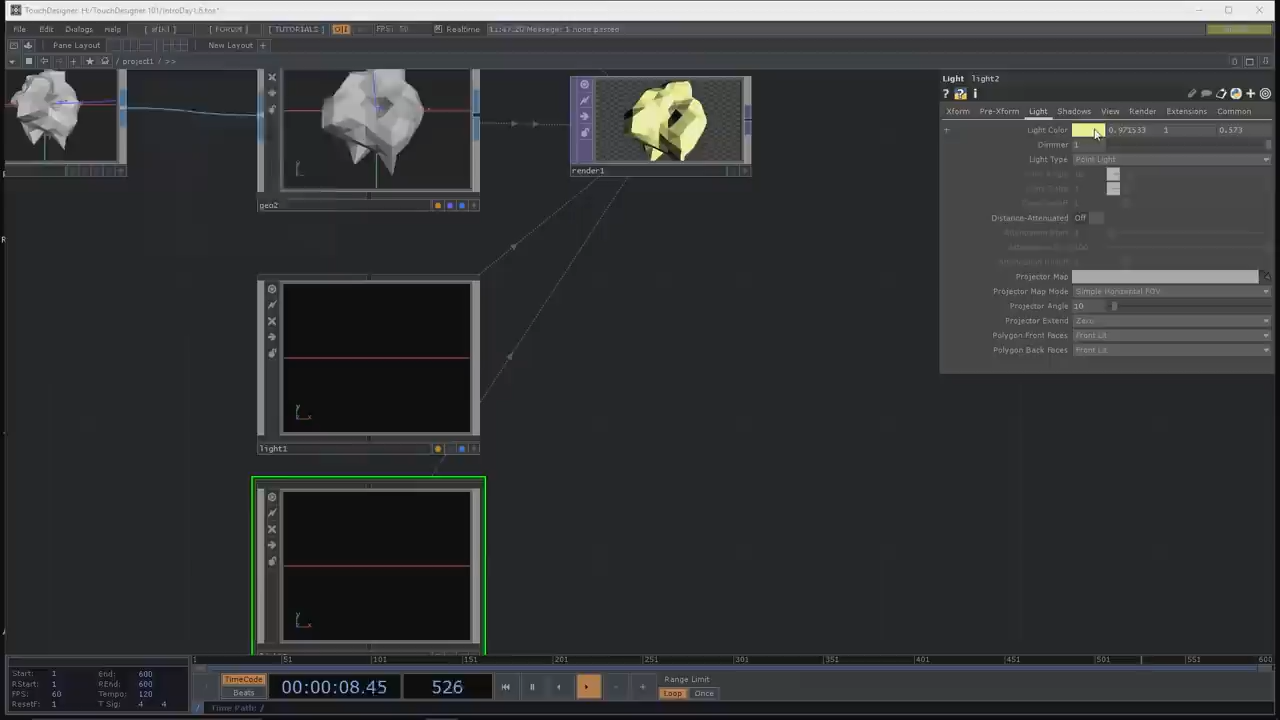 TouchDesigner: H:/TouchDesigner 101/IntroDay1.6.toe*
File Edit Dialogs Help [ Wiki ] [ FORUM ] [ TUTORIALS ] O|I FPS: 60 Realtime 11:47:20 Message: 1 node pasted
Pane Layout New Layout +
/ project1 / >>
geo2
render1
light1
Light light2
Xform Pre-Xform Light Shadows View Render Extensions Common
Light Color 0.971533 1 0.573
Dimmer 1
Light Type Point Light
Distance-Attenuated Off
Projector Map
Projector Map Mode Simple Horizontal FOV
Projector Angle 10
Projector Extend Zero
Polygon Front Faces Front Lit
Polygon Back Faces Front Lit
1 51 101 151 201 251 301 351 401 451 501 551 600
Start: 1 End: 600
RStart: 1 REnd: 600
FPS: 60 Tempo: 120
ResetF: 1 T Sig: 4 4
TimeCode
Beats
00:00:08.45 526
Range Limit
Loop Once
/ Time Path: /